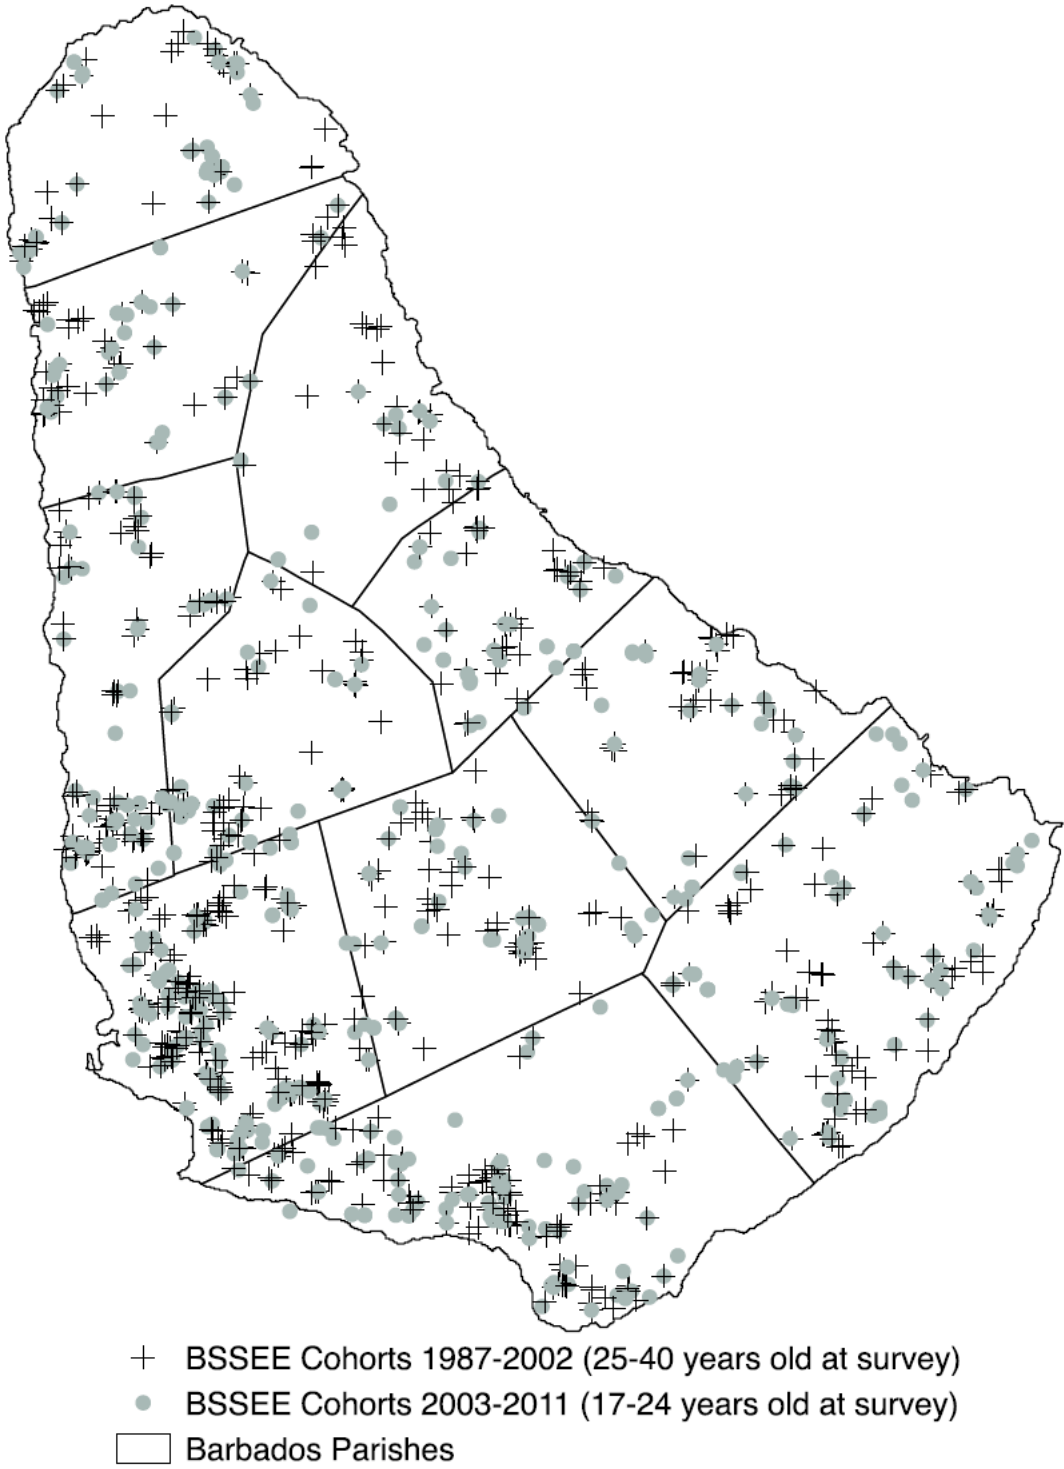 BSSEE Cohorts 1987-2002 (25-40 years old at survey)
BSSEE Cohorts 2003-2011 (17-24 years old at survey)
Barbados Parishes